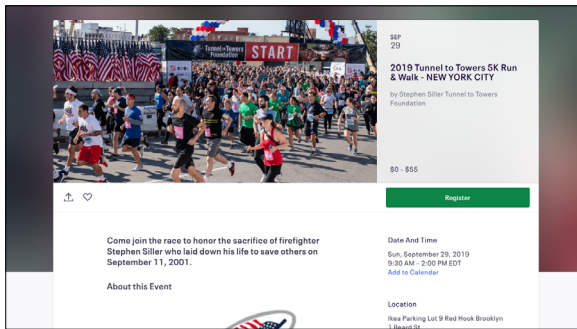 Tunnel to Towers
Foundation
START
SEP
29
2019 Tunnel to Towers 5K Run
& Walk - NEW YORK CITY
by Stephen Siller Tunnel to Towers
Foundation
$0 – $55
Register
Come join the race to honor the sacrifice of firefighter
Stephen Siller who laid down his life to save others on
September 11, 2001.
About this Event
Date And Time
Sun, September 29, 2019
9:30 AM – 2:00 PM EDT
Add to Calendar
Location
Ikea Parking Lot 9 Red Hook Brooklyn
1 Beard St